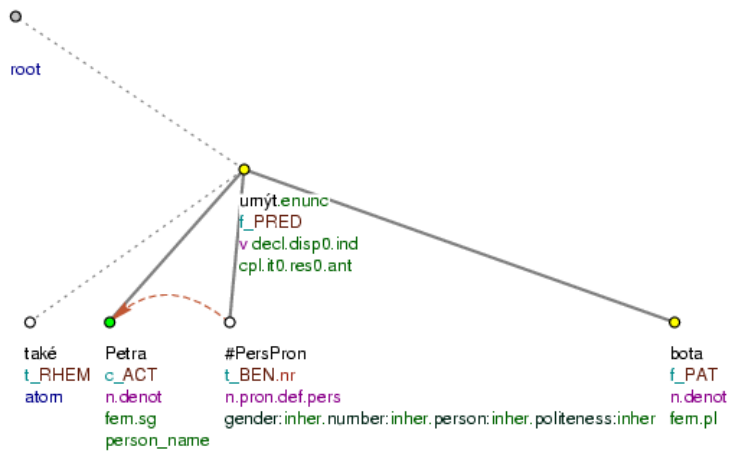 root
umýt.enunc
f_PRED
v decl.disp0.ind
cpl.it0.res0.ant
také
t_RHEM
atom
Petra
c_ACT
n.denot
fem.sg
person_name
#PersPron
t_BEN.nr
n.pron.def.pers
gender:inher.number:inher.person:inher.politeness:inher
bota
f_PAT
n.denot
fem.pl